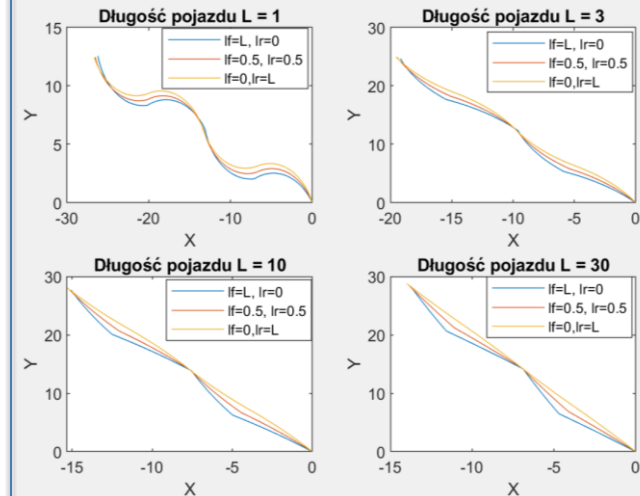 Długość pojazdu L = 1
15
10
5
0
Y
-30
-20
-10
0
X
lf=L, lr=0
lf=0.5, lr=0.5
lf=0,lr=L
Długość pojazdu L = 3
30
20
10
0
Y
-20
-15
-10
-5
0
X
lf=L, lr=0
lf=0.5, lr=0.5
lf=0,lr=L
Długość pojazdu L = 10
30
20
10
0
Y
-15
-10
-5
0
X
lf=L, lr=0
lf=0.5, lr=0.5
lf=0,lr=L
Długość pojazdu L = 30
30
20
10
0
Y
-15
-10
-5
0
X
lf=L, lr=0
lf=0.5, lr=0.5
lf=0,lr=L